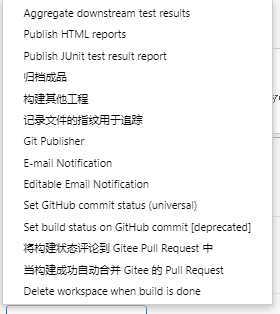 Aggregate downstream test results
Publish HTML reports
Publish JUnit test result report
归档成品
构建其他工程
记录文件的指纹用于追踪
Git Publisher
E-mail Notification
Editable Email Notification
Set GitHub commit status (universal)
Set build status on GitHub commit [deprecated]
将构建状态评论到 Gitee Pull Request 中
当构建成功自动合并 Gitee 的 Pull Request
Delete workspace when build is done